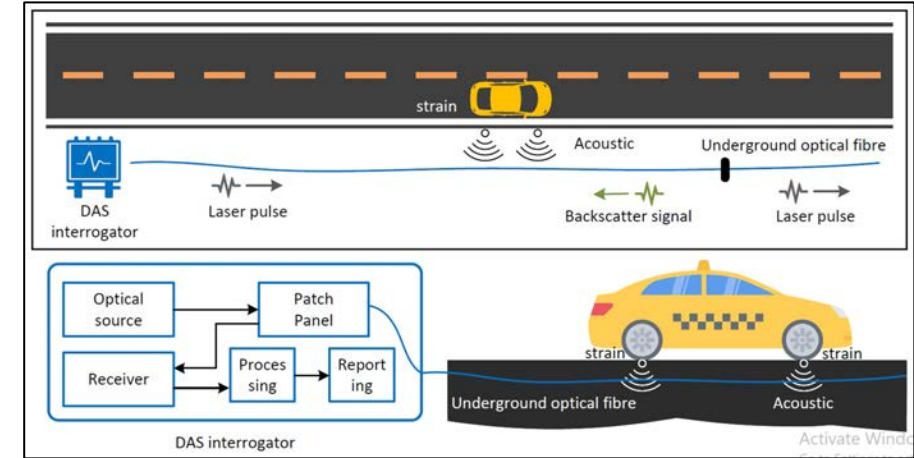 strain
Acoustic
Underground optical fibre
DAS
interrogator
Laser pulse
Backscatter signal
Laser pulse
Optical
source
Patch
Panel
Receiver
Proces
sing
Report
ing
DAS interrogator
strain
strain
Underground optical fibre
Acoustic
Activate Windo